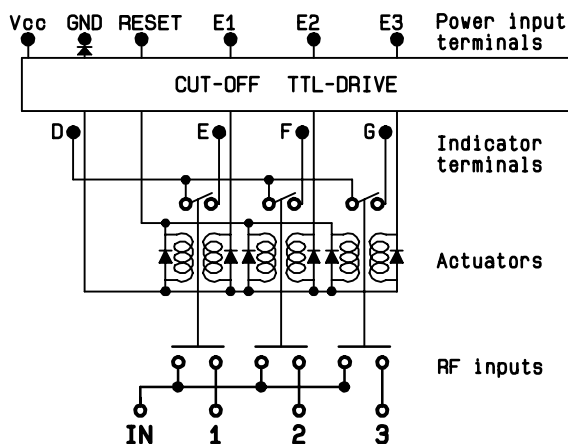 Vcc GND RESET E1 E2 E3 Power input
terminals
CUT-OFF TTL-DRIVE
D E F G Indicator
terminals
Actuators
RF inputs
IN 1 2 3